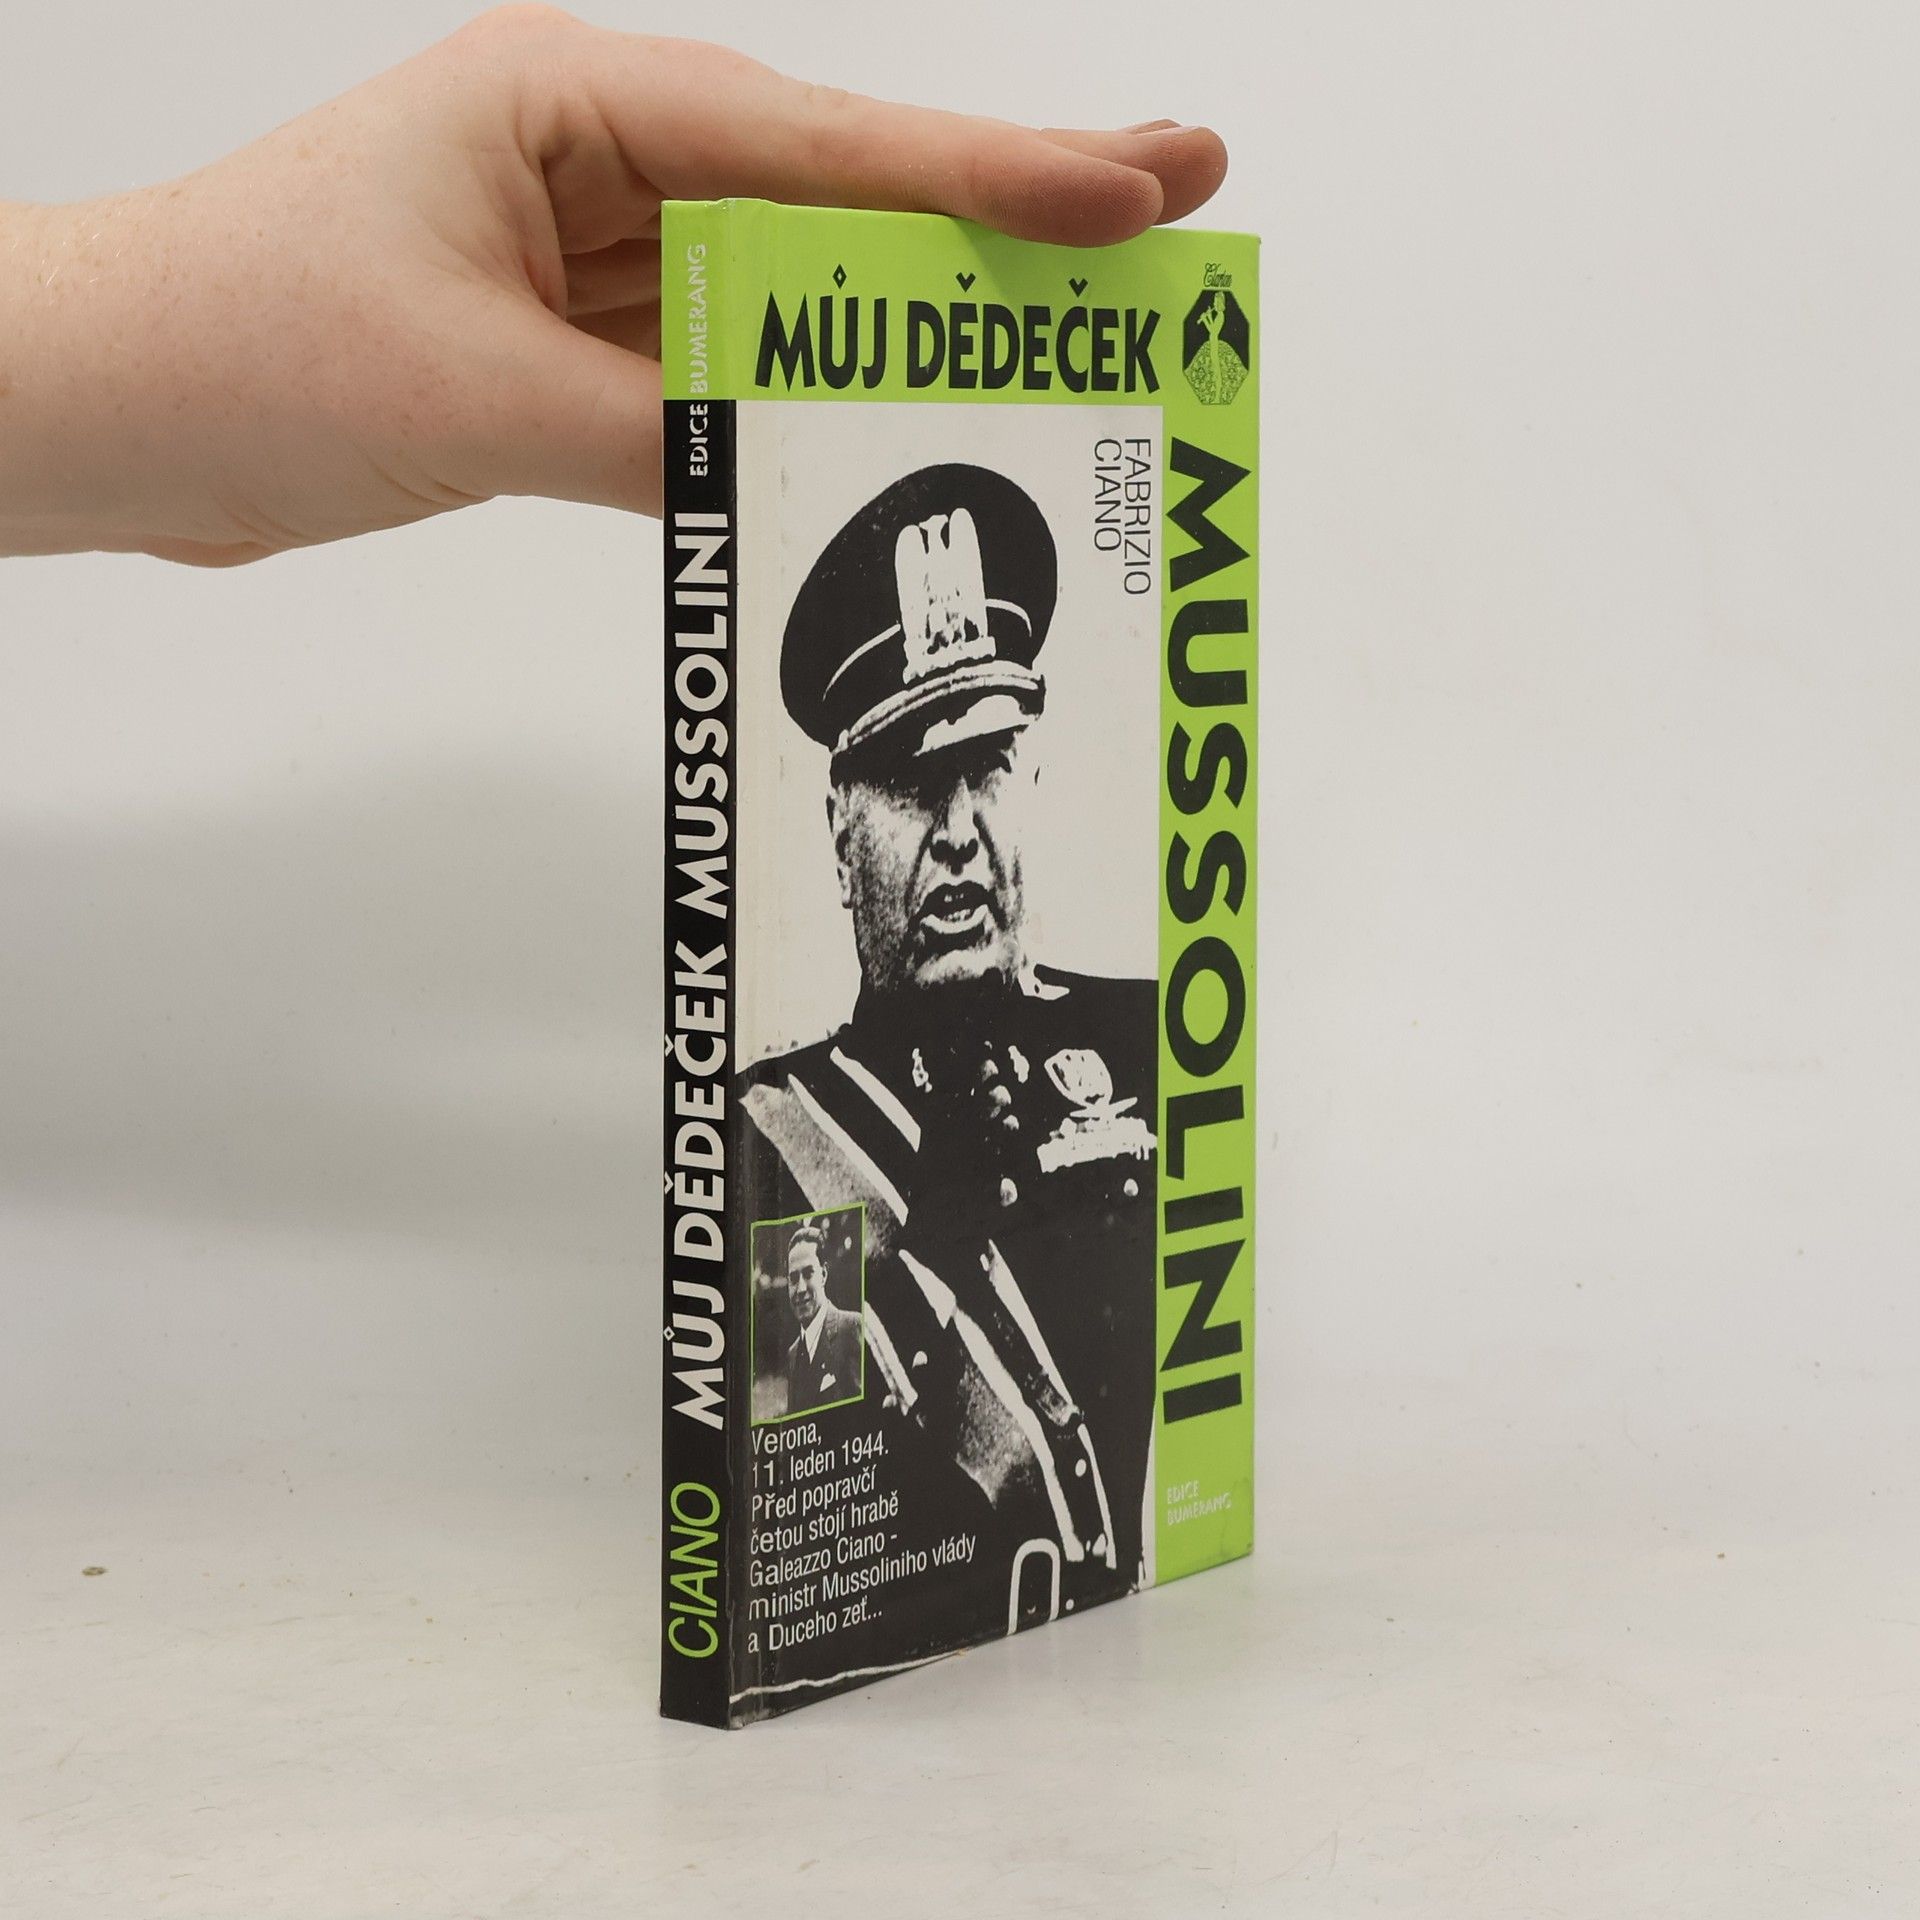 EDICE BUMERANG
MŮJ DĚDEČEK MUSSOLINI
CIANO
MŮJ DĚDEČEK
Clarton
MUSSOLINI
FABRIZIO
CIANO
Verona,
11. leden 1944.
Před popravčí
četou stojí hrabě
Galeazzo Ciano -
ministr Mussoliniho vlády
a Duceho zeť...
EDICE
BUMERANG